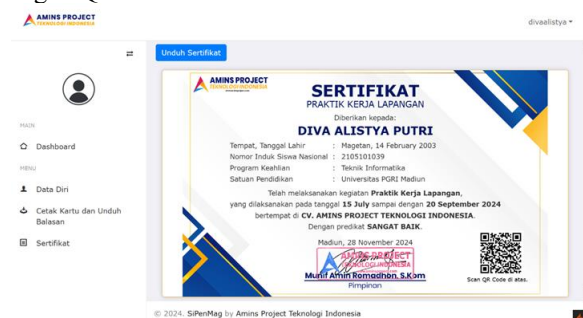 AMINS PROJECT
TEKNOLOGI INDONESIA
divaalistya
Unduh Sertifikat
MAIN
Dashboard
MENU
Data Diri
Cetak Kartu dan Unduh
Balasan
Sertifikat
AMINS PROJECT
TEKNOLOGI INDONESIA
SERTIFIKAT
PRAKTIK KERJA LAPANGAN
Diberikan kepada:
DIVA ALISTYA PUTRI
Tempat, Tanggal Lahir : Magetan, 14 February 2003
Nomor Induk Siswa Nasional : 2105101039
Program Keahlian : Teknik Informatika
Satuan Pendidikan : Universitas PGRI Madiun
Telah melaksanakan kegiatan Praktik Kerja Lapangan,
yang dilaksanakan pada tanggal 15 July sampai dengan 20 September 2024
bertempat di CV. AMINS PROJECT TEKNOLOGI INDONESIA.
Dengan predikat SANGAT BAIK.
Madiun, 28 November 2024
AMINS PROJECT
TEKNOLOGI INDONESIA
Munif Amin Romadhon, S.Kom
Pimpinan
Scan QR Code di atas.
© 2024. SiPenMag by Amins Project Teknologi Indonesia